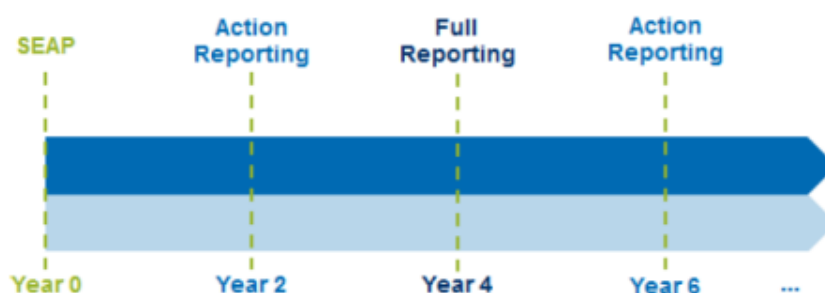 SEAP
Action
Reporting
Full
Reporting
Action
Reporting
Year 0
Year 2
Year 4
Year 6
...